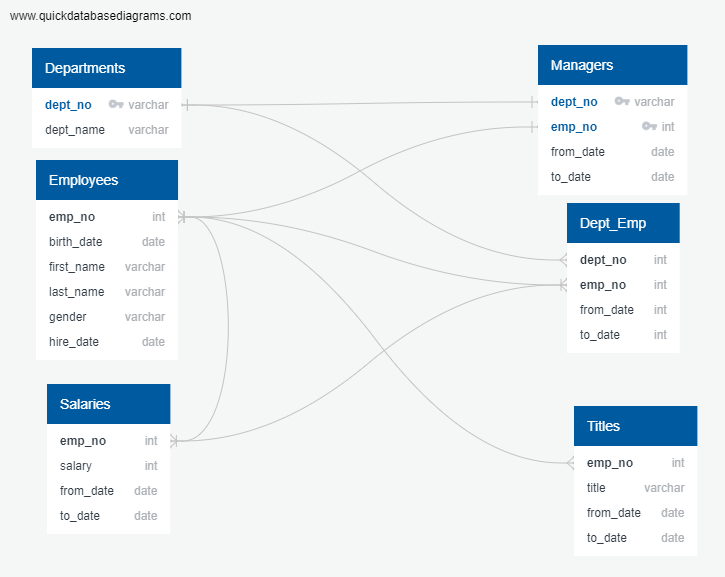 www.quickdatabasediagrams.com
Departments
dept_no varchar
dept_name varchar
Employees
emp_no int
birth_date date
first_name varchar
last_name varchar
gender varchar
hire_date date
Salaries
emp_no int
salary int
from_date date
to_date date
Managers
dept_no varchar
emp_no int
from_date date
to_date date
Dept_Emp
dept_no int
emp_no int
from_date int
to_date int
Titles
emp_no int
title varchar
from_date date
to_date date